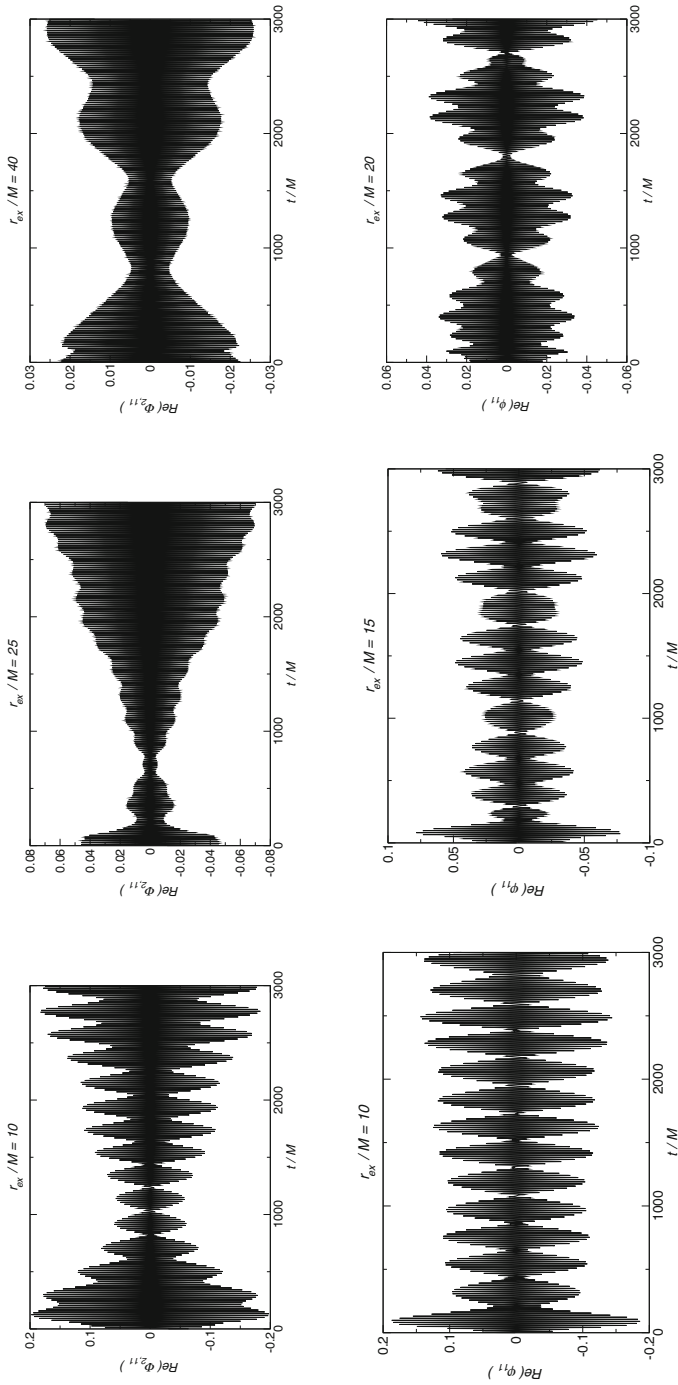 r_ex / M = 10
Re(Φ_2,11 )
0.2
0.1
0
-0.1
-0.2
0 1000 2000 3000
t / M
r_ex / M = 25
Re(Φ_2,11 )
0.08
0.06
0.04
0.02
0
-0.02
-0.04
-0.06
-0.08
0 1000 2000 3000
t / M
r_ex / M = 40
Re(Φ_2,11 )
0.03
0.02
0.01
0
-0.01
-0.02
-0.03
0 1000 2000 3000
t / M
r_ex / M = 10
Re(φ_11 )
0.2
0.1
0
-0.1
-0.2
0 1000 2000 3000
t / M
r_ex / M = 15
Re(φ_11 )
0.1
0.05
0
-0.05
-0.1
0 1000 2000 3000
t / M
r_ex / M = 20
Re(ϕ_11 )
0.06
0.04
0.02
0
-0.02
-0.04
-0.06
0 1000 2000 3000
t / M